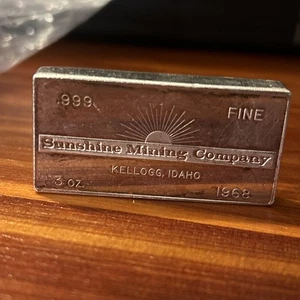 .999 FINE
Sunshine Mining Company
KELLOGG, IDAHO
3 OZ. 1968